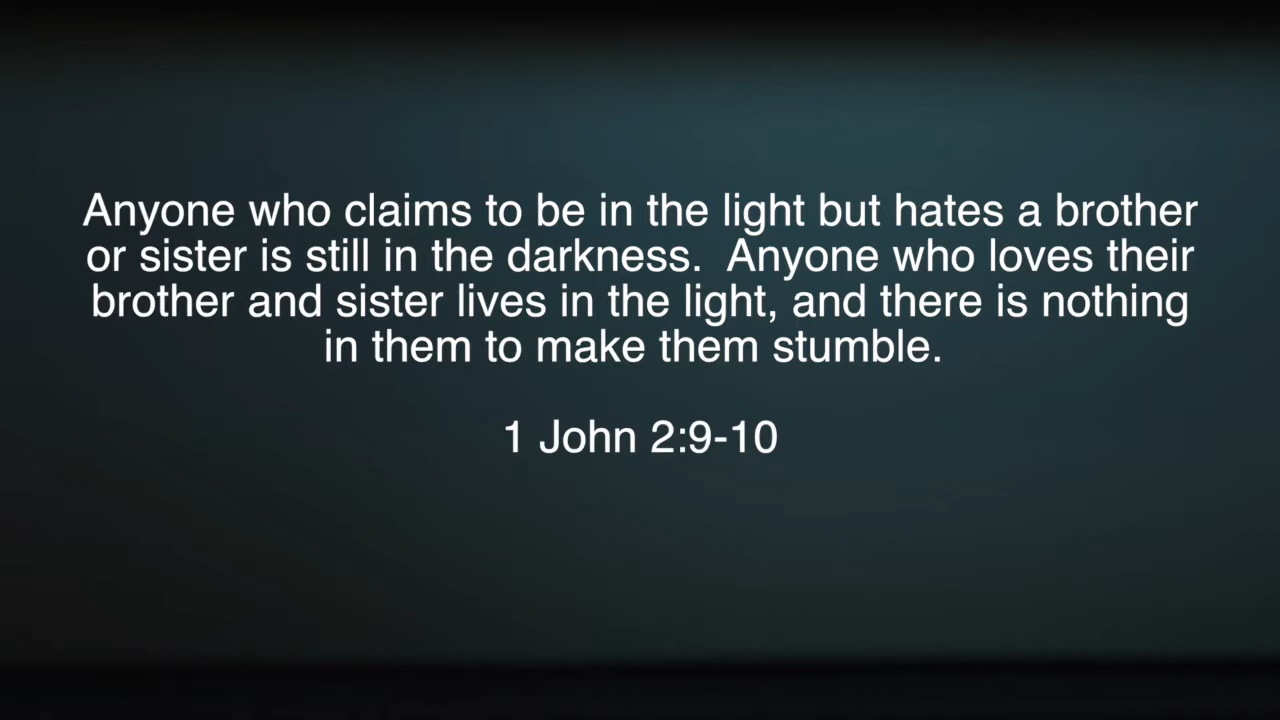 Anyone who claims to be in the light but hates a brother
or sister is still in the darkness.  Anyone who loves their
brother and sister lives in the light, and there is nothing
in them to make them stumble.
1 John 2:9-10